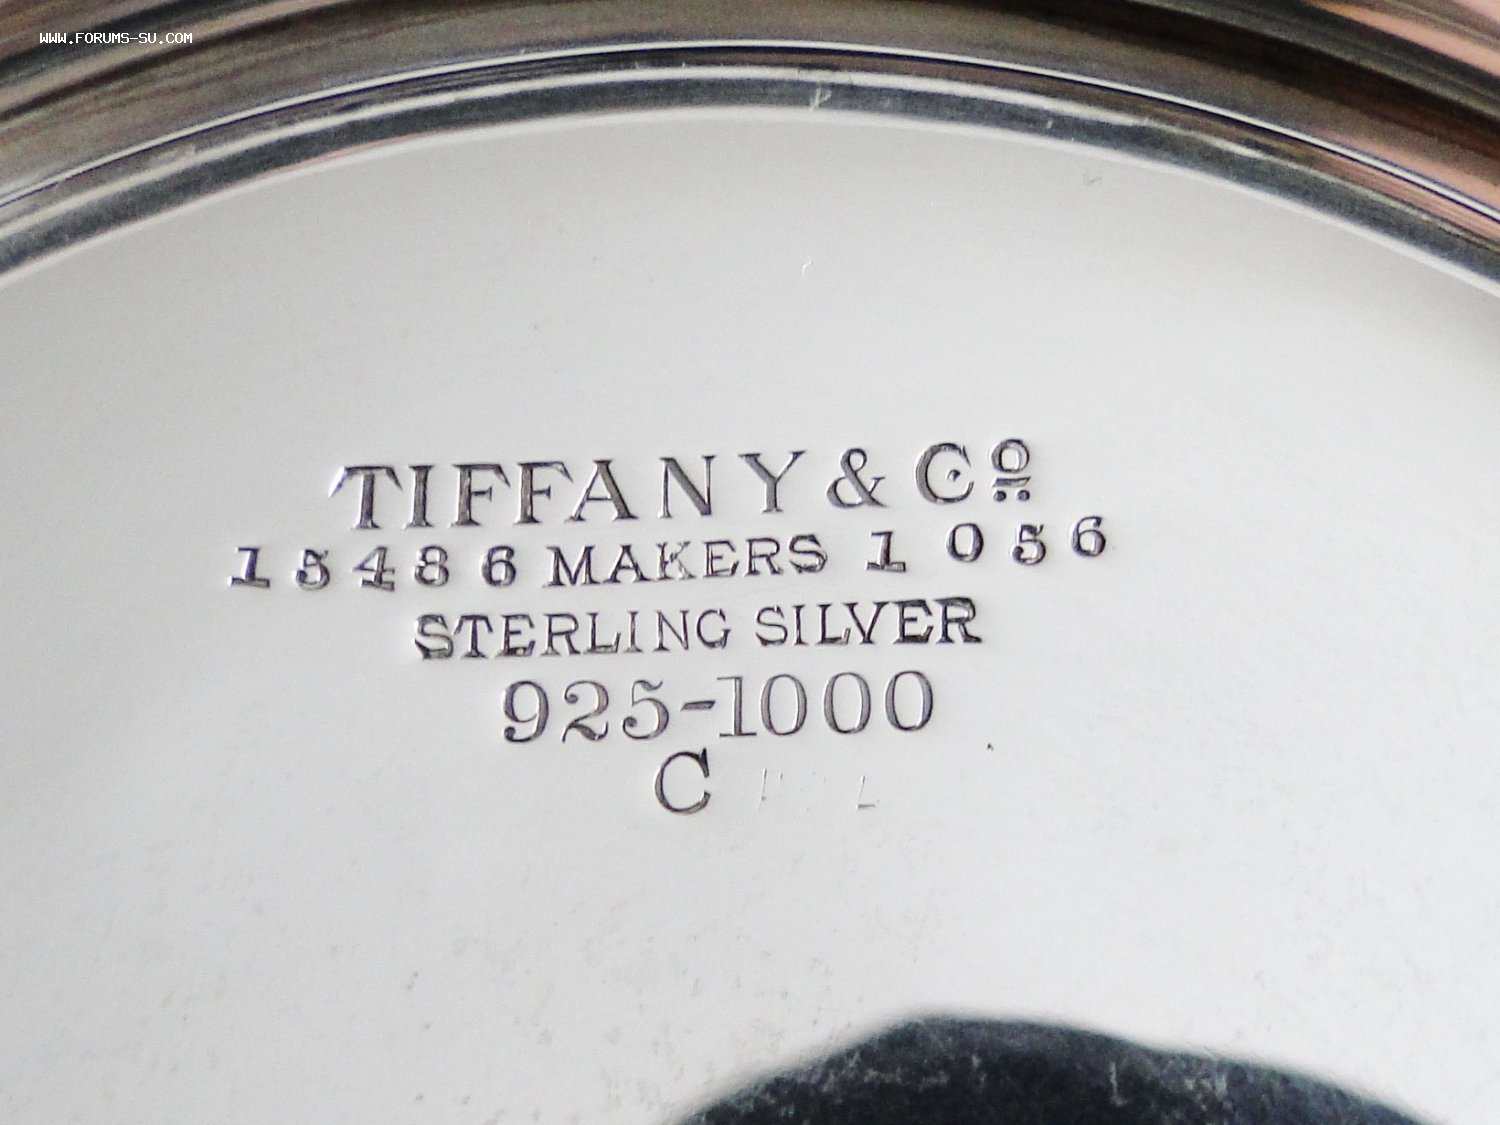 WWW.FORUMS-SU.COM
TIFFANY & Co
15486 MAKERS 1056
STERLING SILVER
925-1000
C